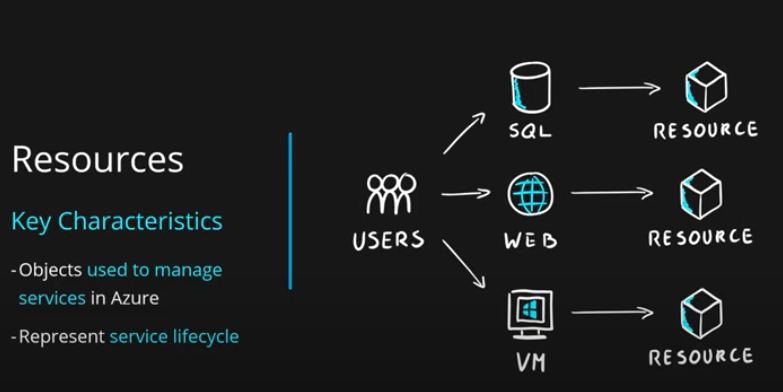 Resources
Key Characteristics
-Objects used to manage
services in Azure
-Represent service lifecycle
USERS
SQL
RESOURCE
WEB
RESOURCE
VM
RESOURCE